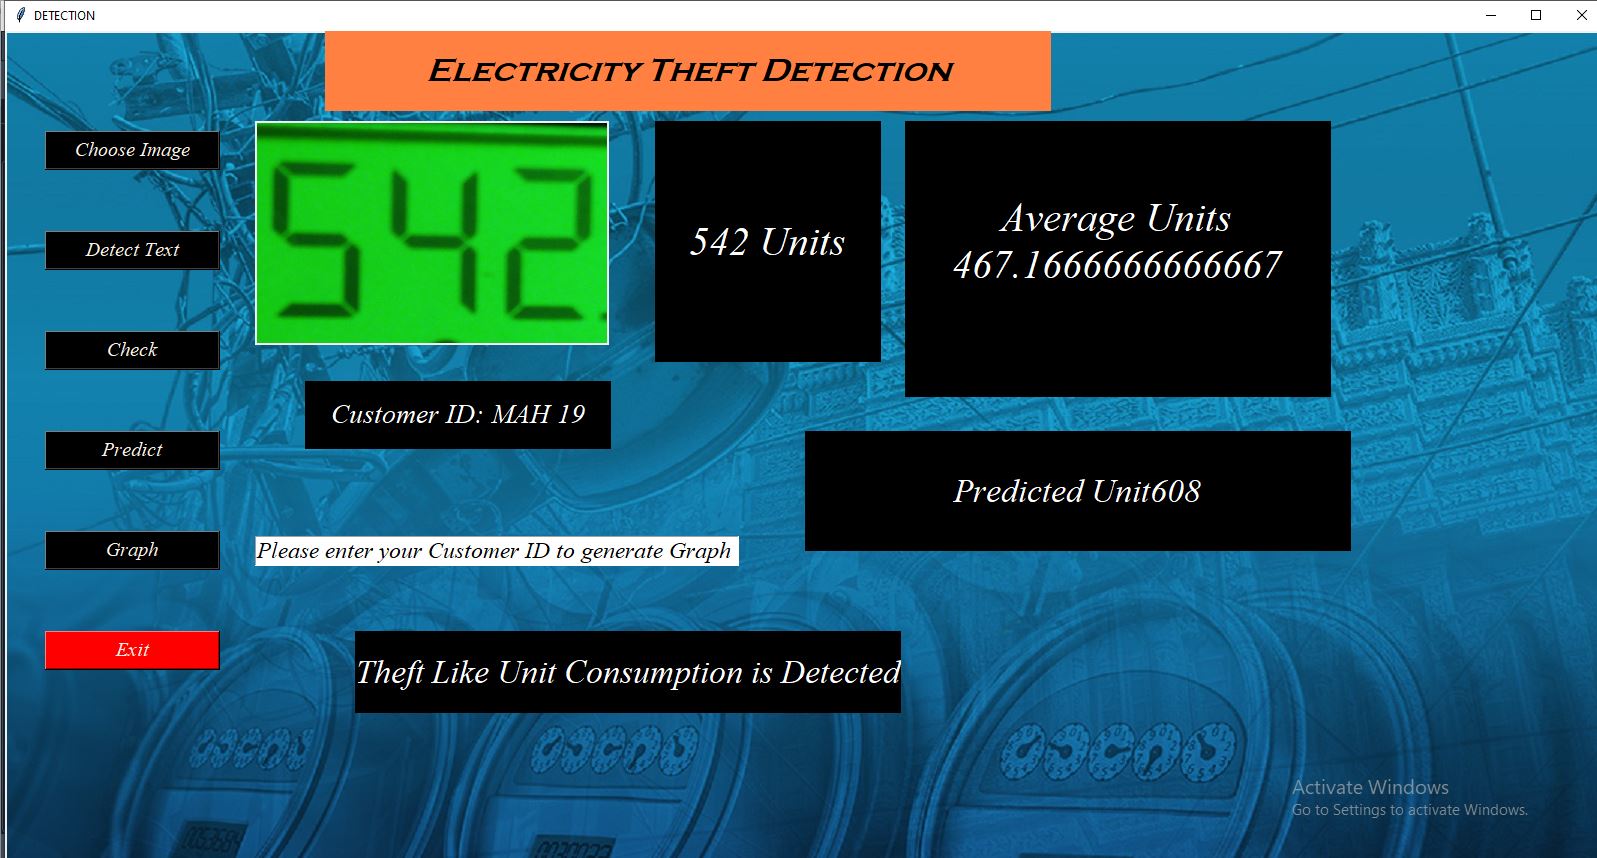 DETECTION
Electricity Theft Detection
Choose Image
Detect Text
Check
Predict
Graph
Exit
542.
542 Units
Average Units
467.1666666666667
Customer ID: MAH 19
Predicted Unit608
Please enter your Customer ID to generate Graph
Theft Like Unit Consumption is Detected
Activate Windows
Go to Settings to activate Windows.